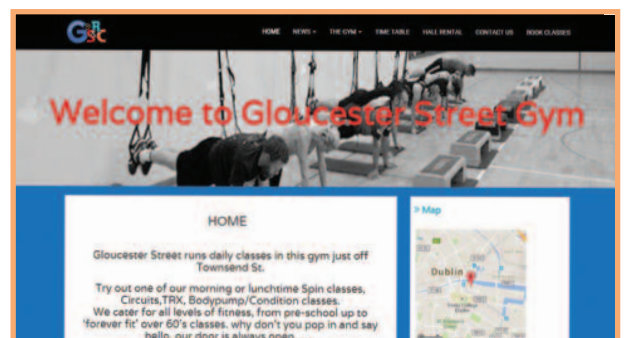 GSRC
HOME NEWS THE GYM TIME TABLE HALL RENTAL CONTACT US BOOK CLASSES
Welcome to Gloucester Street Gym
HOME
» Map
Gloucester Street runs daily classes in this gym just off
Townsend St.
Try out one of our morning or lunchtime Spin classes,
Circuits,TRX, Bodypump/Condition classes.
We cater for all levels of fitness, from pre-school up to
'forever fit' over 60's classes. why don't you pop in and say
hello, our door is always open
Dublin